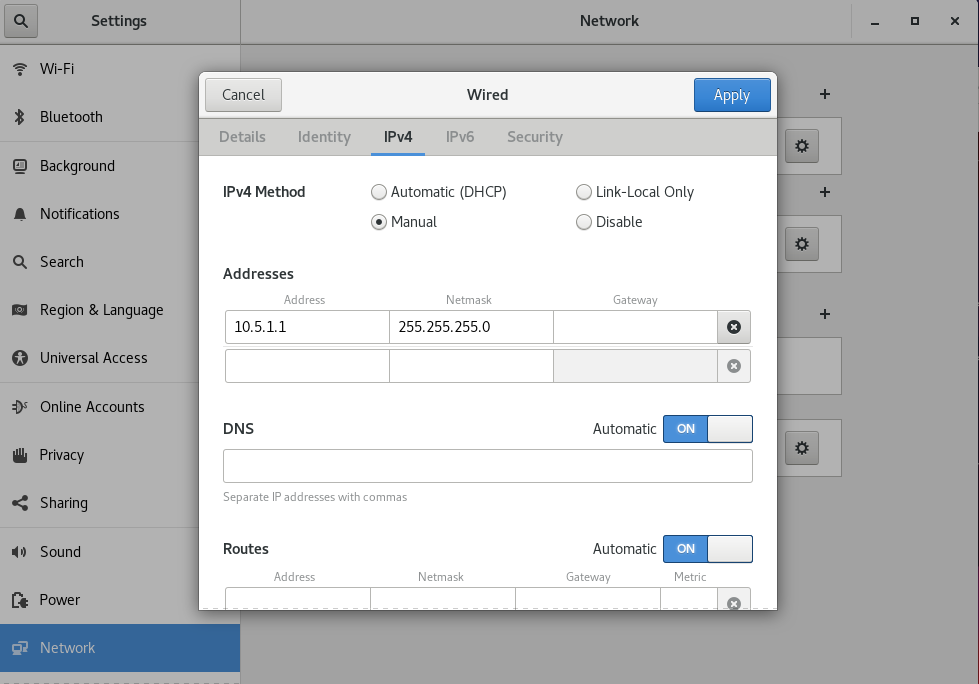 Settings
Network
Wi-Fi
Bluetooth
Background
Notifications
Search
Region & Language
Universal Access
Online Accounts
Privacy
Sharing
Sound
Power
Network
Cancel
Wired
Apply
Details Identity IPv4 IPv6 Security
IPv4 Method
Automatic (DHCP)
Link-Local Only
Manual
Disable
Addresses
Address Netmask Gateway
10.5.1.1 255.255.255.0
DNS
Automatic ON
Separate IP addresses with commas
Routes
Automatic ON
Address Netmask Gateway Metric